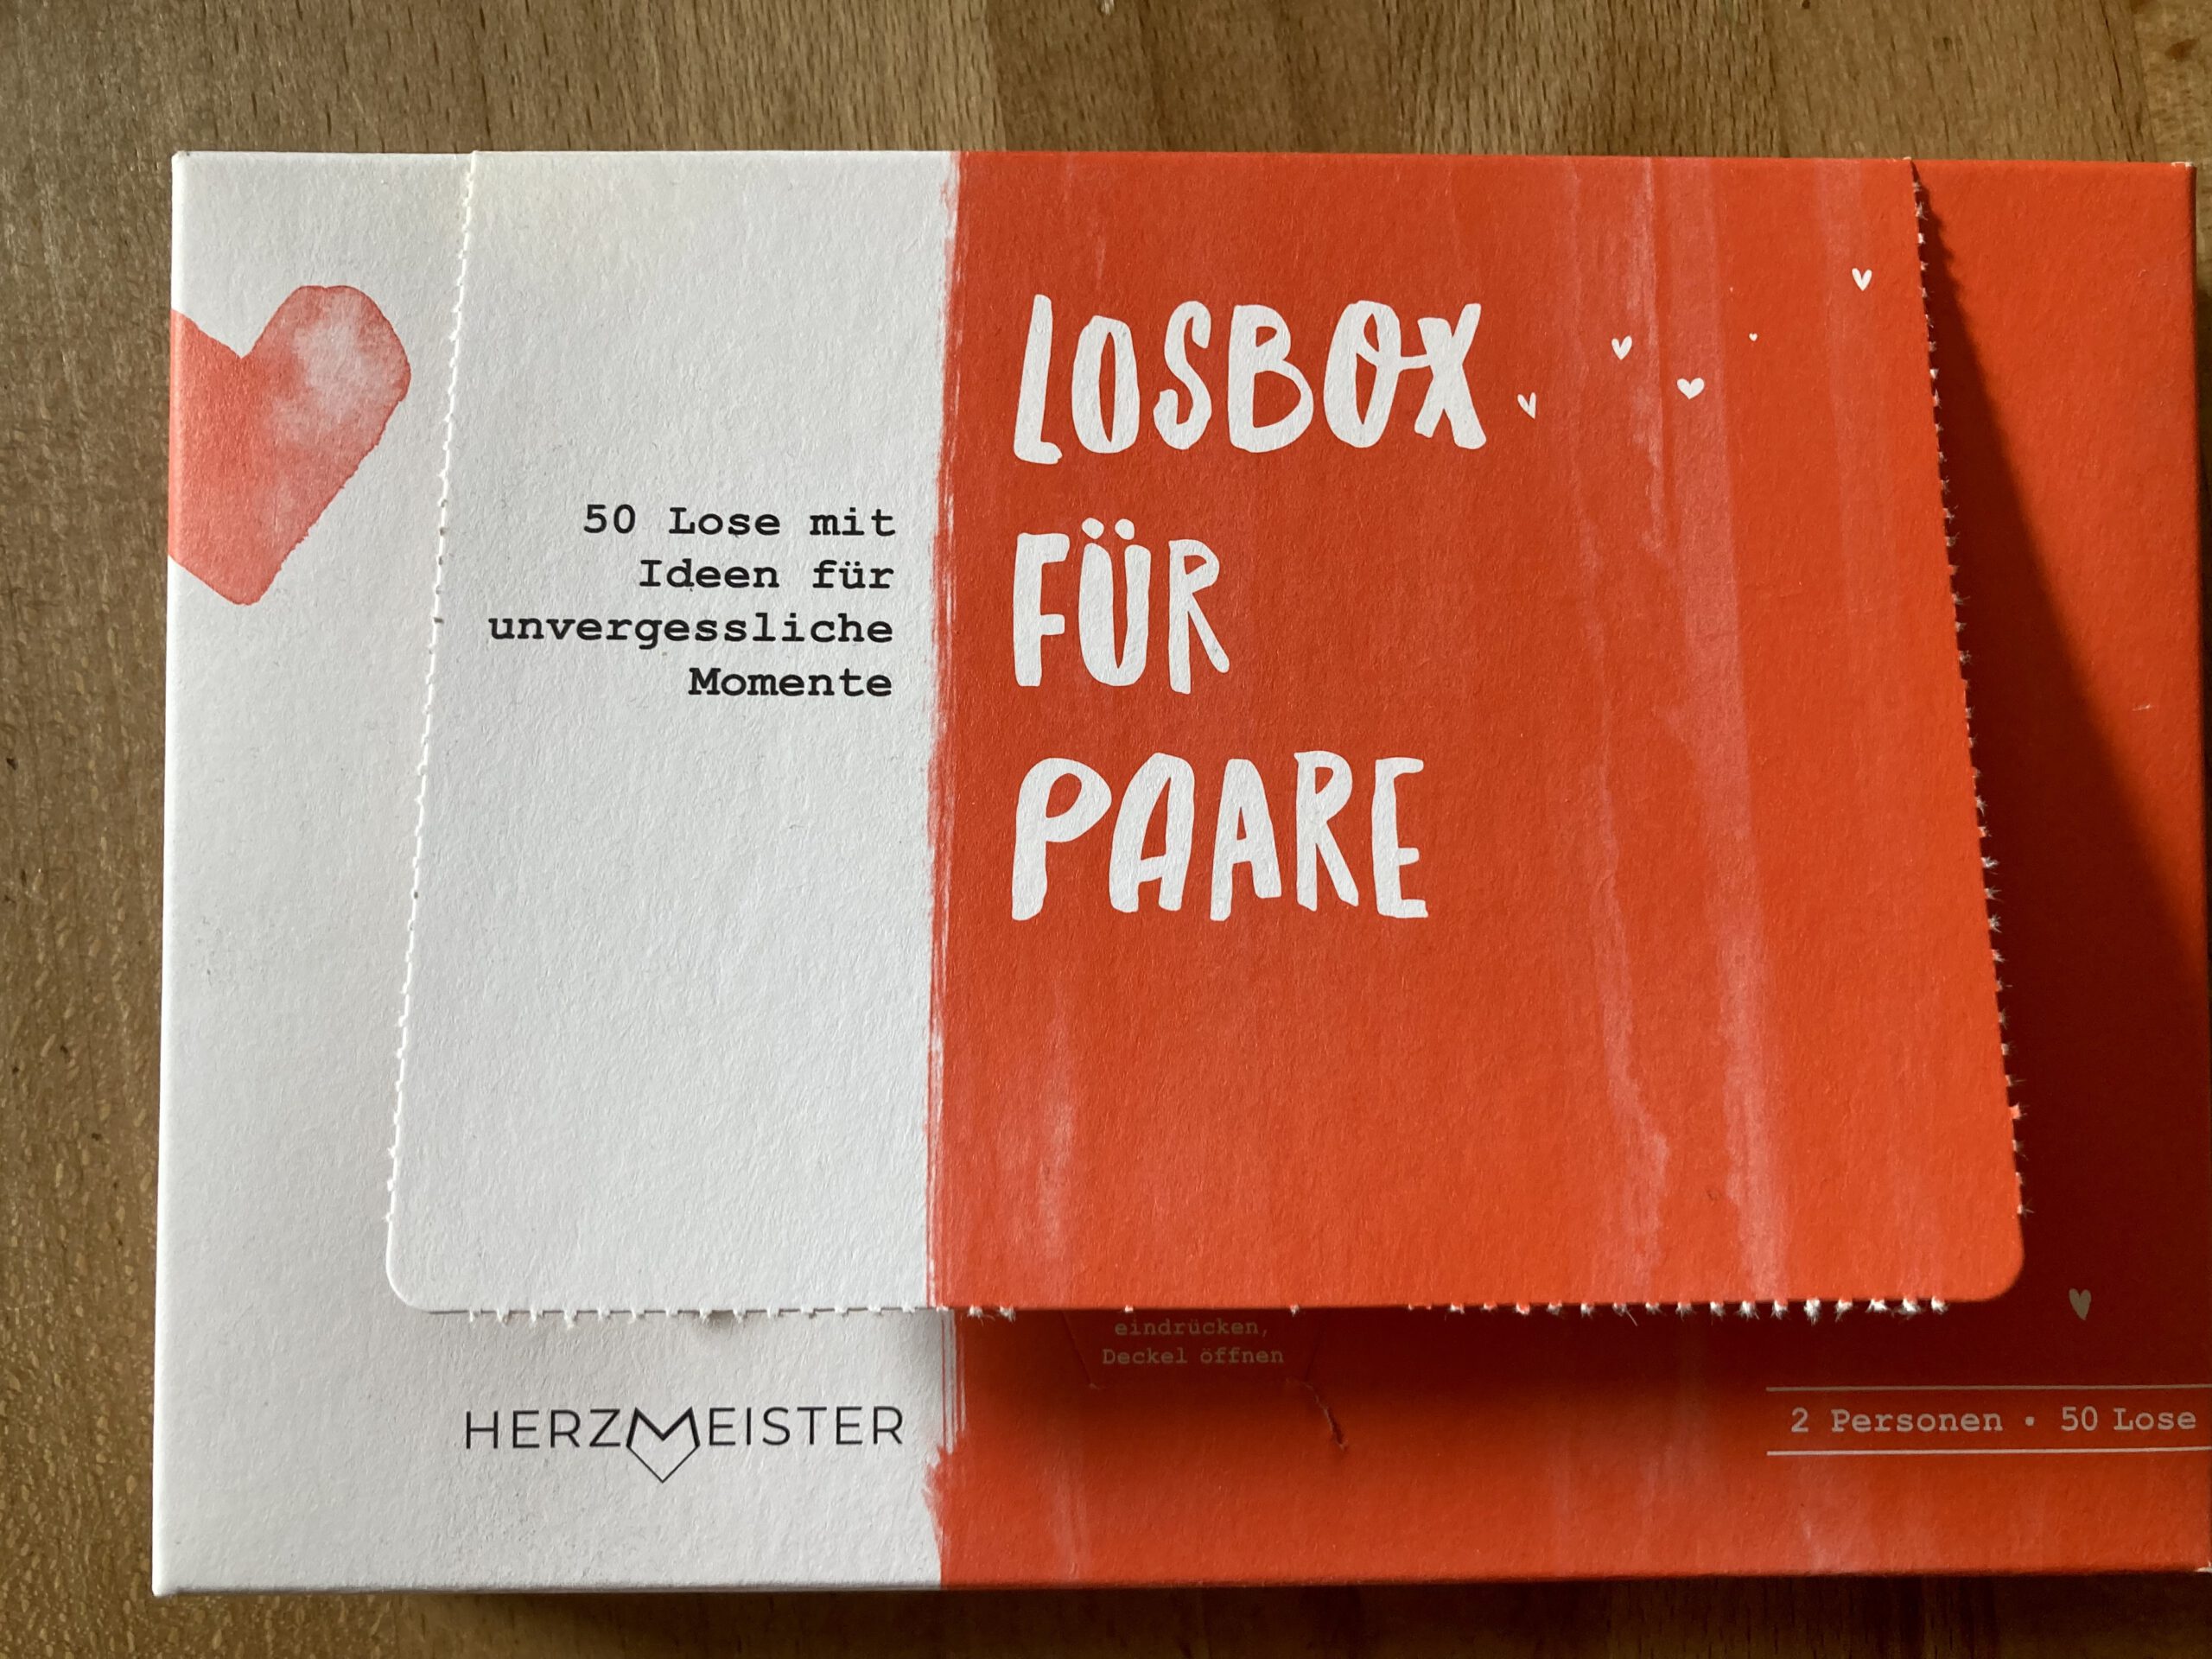 50 Lose mit
Ideen für
unvergessliche
Momente
LOSBOX
FÜR
PAARE
eindrücken,
Deckel öffnen
HERZMEISTER
2 Personen • 50 Lose